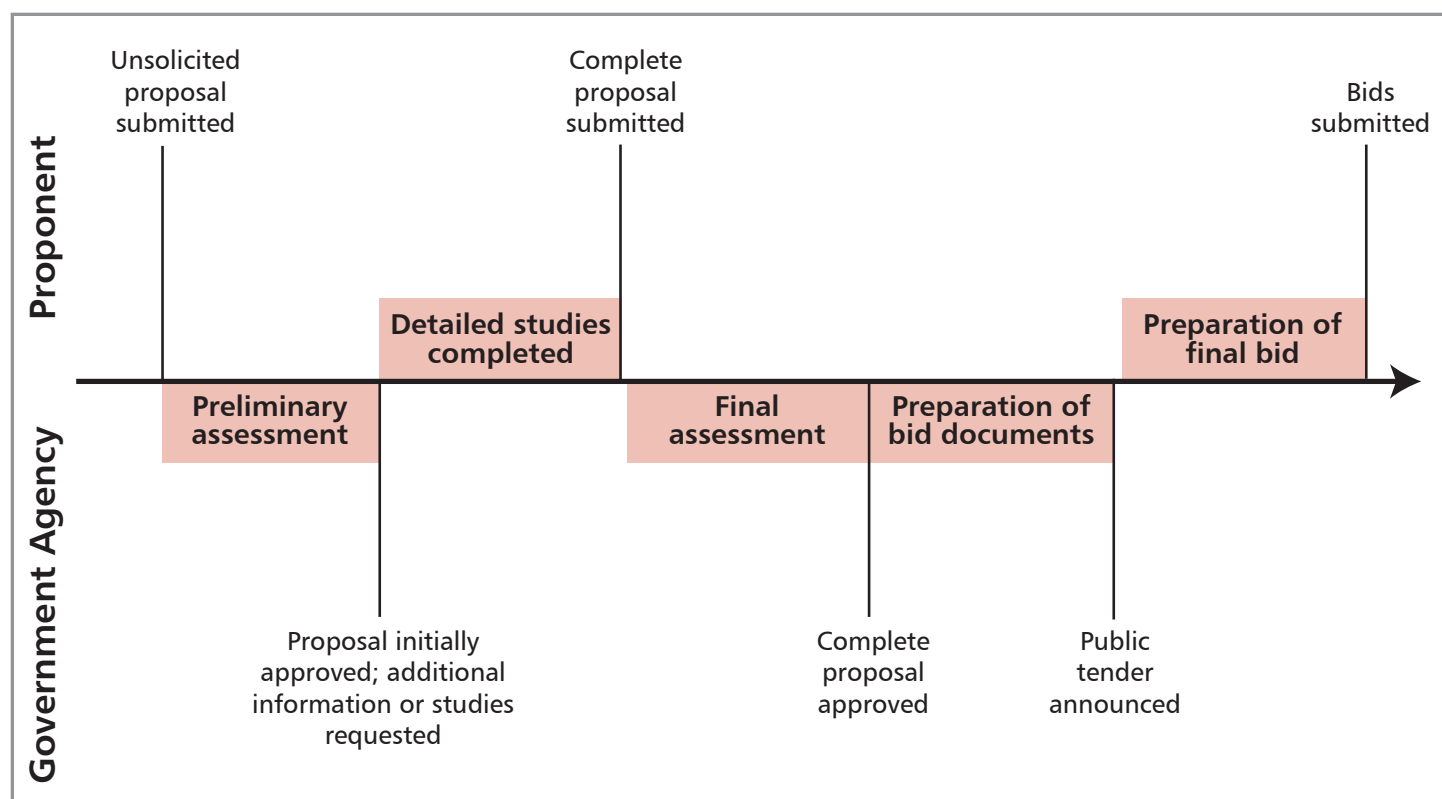 Proponent
Unsolicited
proposal
submitted
Complete
proposal
submitted
Bids
submitted
Detailed studies
completed
Preparation of
final bid
Government Agency
Preliminary
assessment
Final
assessment
Preparation of
bid documents
Proposal initially
approved; additional
information or studies
requested
Complete
proposal
approved
Public
tender
announced